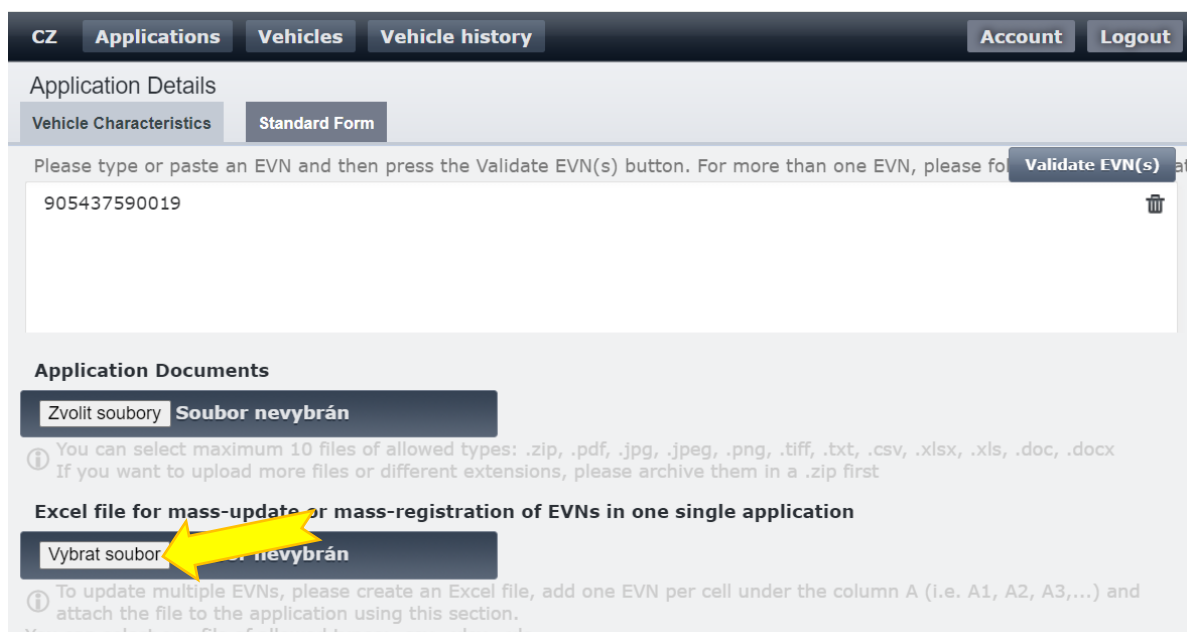 CZ Applications Vehicles Vehicle history Account Logout
Application Details
Vehicle Characteristics Standard Form
Please type or paste an EVN and then press the Validate EVN(s) button. For more than one EVN, please fol Validate EVN(s)
905437590019
Application Documents
Zvolit soubory Soubor nevybrán
You can select maximum 10 files of allowed types: .zip, .pdf, .jpg, .jpeg, .png, .tiff, .txt, .csv, .xlsx, .xls, .doc, .docx
If you want to upload more files or different extensions, please archive them in a .zip first
Excel file for mass-update or mass-registration of EVNs in one single application
Vybrat soubor nevybrán
To update multiple EVNs, please create an Excel file, add one EVN per cell under the column A (i.e. A1, A2, A3,...) and
attach the file to the application using this section.